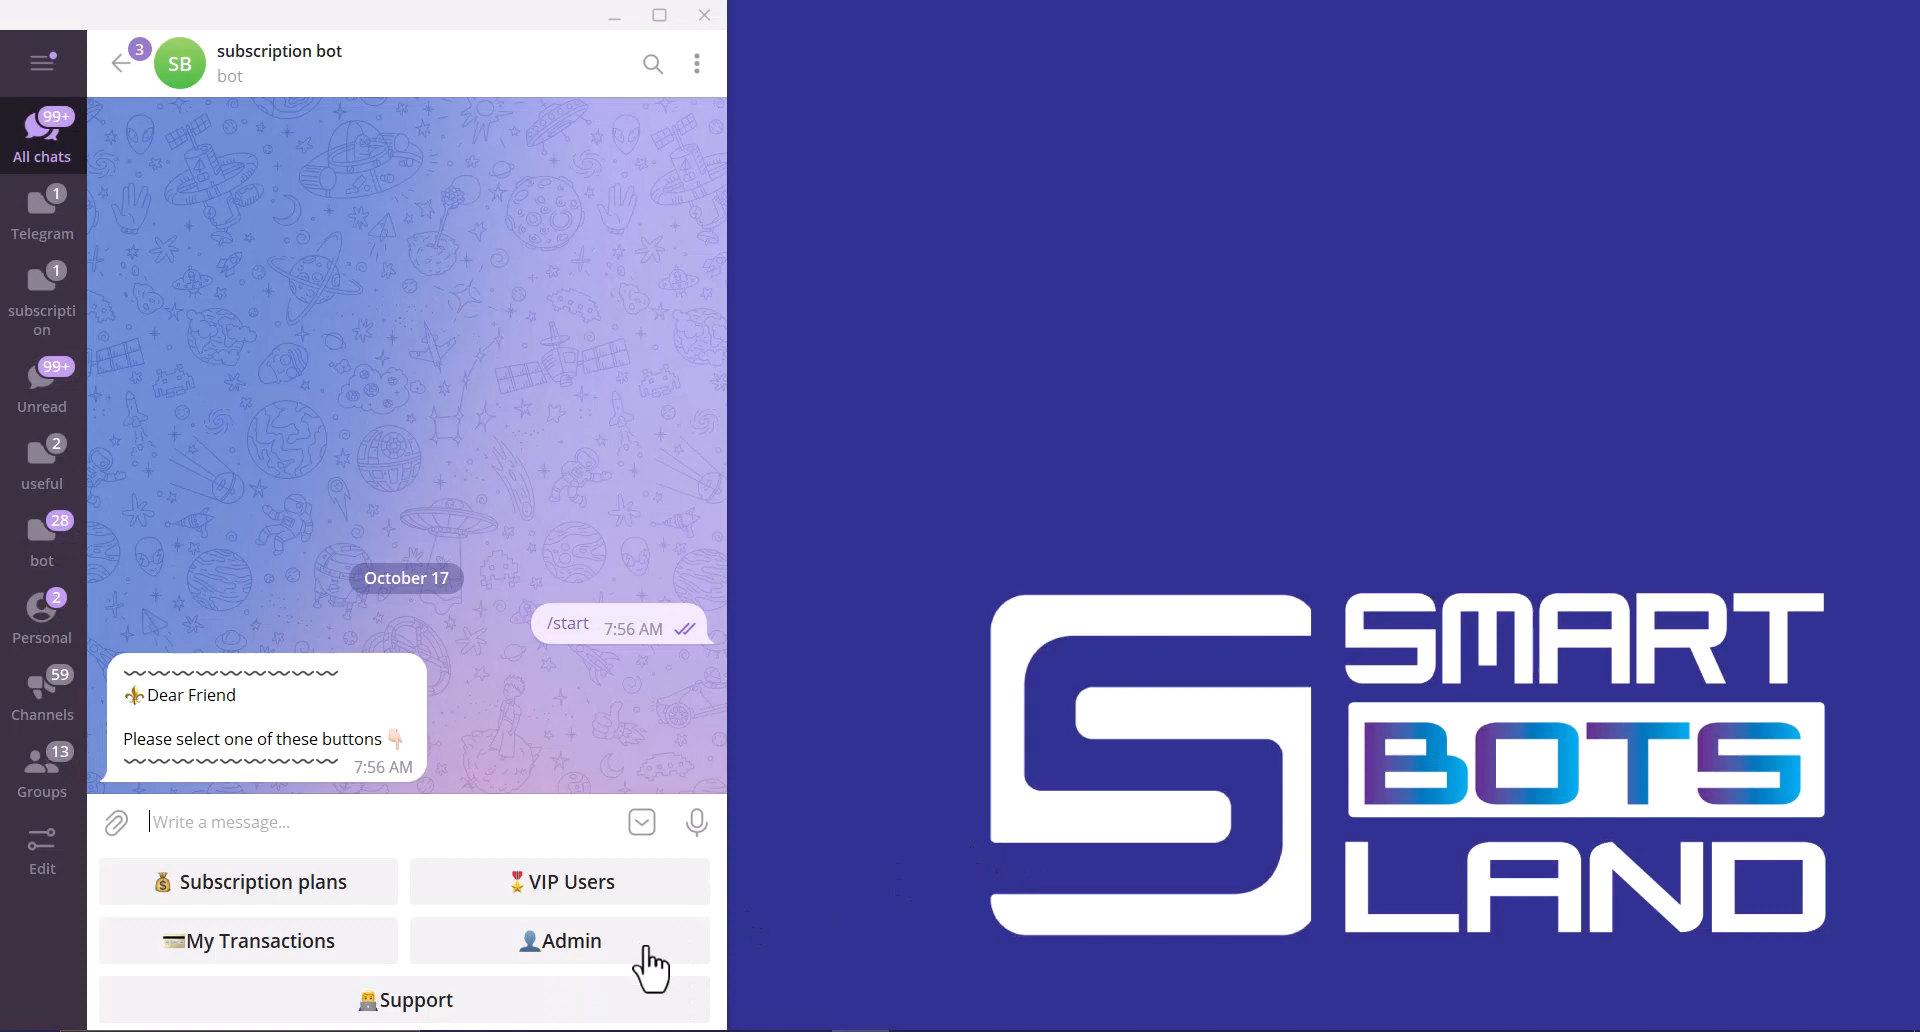 3
SB
subscription bot
bot
99+
All chats
1
Telegram
1
subscripti
on
99+
Unread
2
useful
28
bot
2
Personal
59
Channels
13
Groups
Edit
October 17
/start 7:56 AM
Dear Friend
Please select one of these buttons
7:56 AM
Write a message...
Subscription plans
VIP Users
My Transactions
Admin
Support
SMART
BOTS
LAND